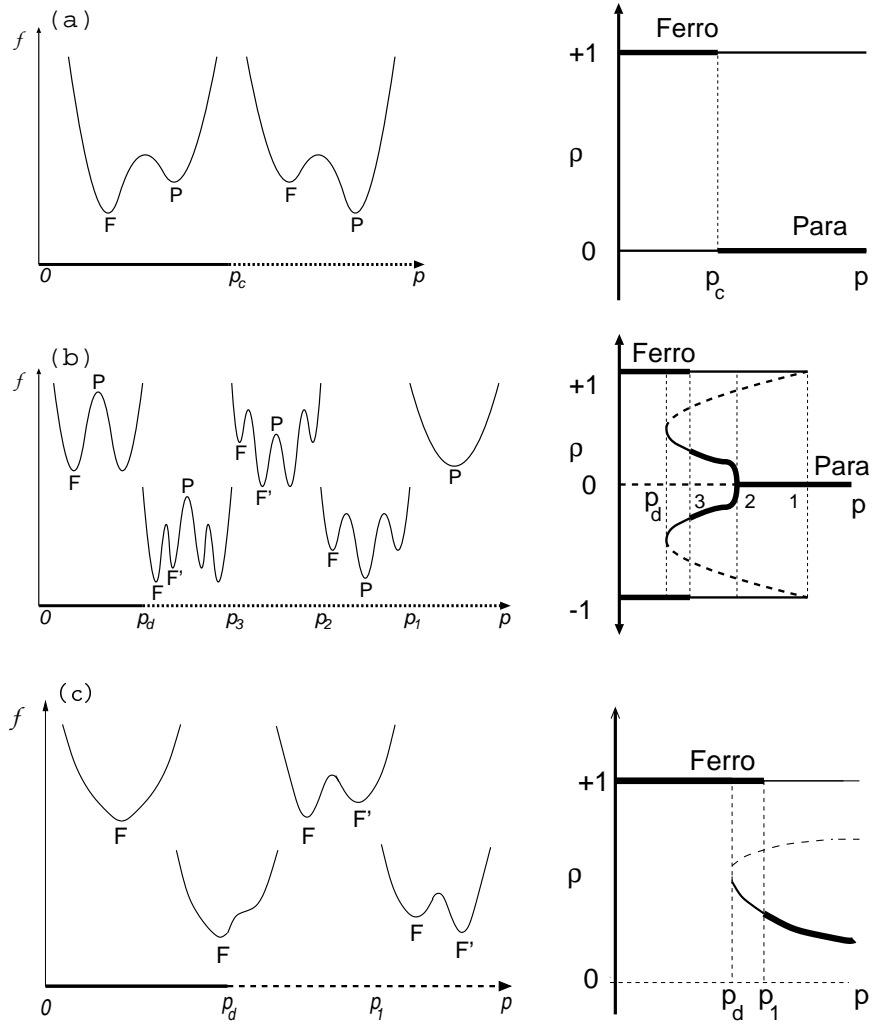 (a)
f
F
P
F
P
0
p_c
p
+1
Ferro
ρ
Para
0
p_c
p
(b)
f
P
F
P
F
F'
P
F
F'
F
P
P
0
p_d
p_3
p_2
p_1
p
Ferro
+1
ρ
0
Para
p_d
3
2
1
p
-1
(c)
f
F
F
F
F'
F
F'
0
p_d
p_1
p
Ferro
+1
ρ
0
p_d
p_1
p